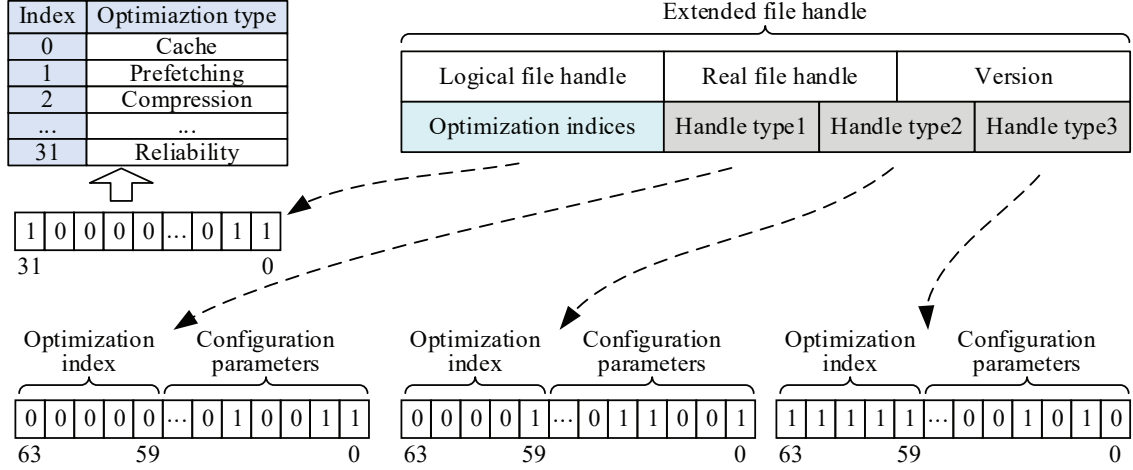 Index Optimiaztion type
0 Cache
1 Prefetching
2 Compression
... ...
31 Reliability
Extended file handle
Logical file handle Real file handle Version
Optimization indices Handle type1 Handle type2 Handle type3
1 0 0 0 0 ... 0 1 1
31 0
Optimization index Configuration parameters
0 0 0 0 0 ... 0 1 0 0 1 1
63 59 0
Optimization index Configuration parameters
0 0 0 0 1 ... 0 1 1 0 0 1
63 59 0
Optimization index Configuration parameters
1 1 1 1 1 ... 0 0 1 0 1 0
63 59 0